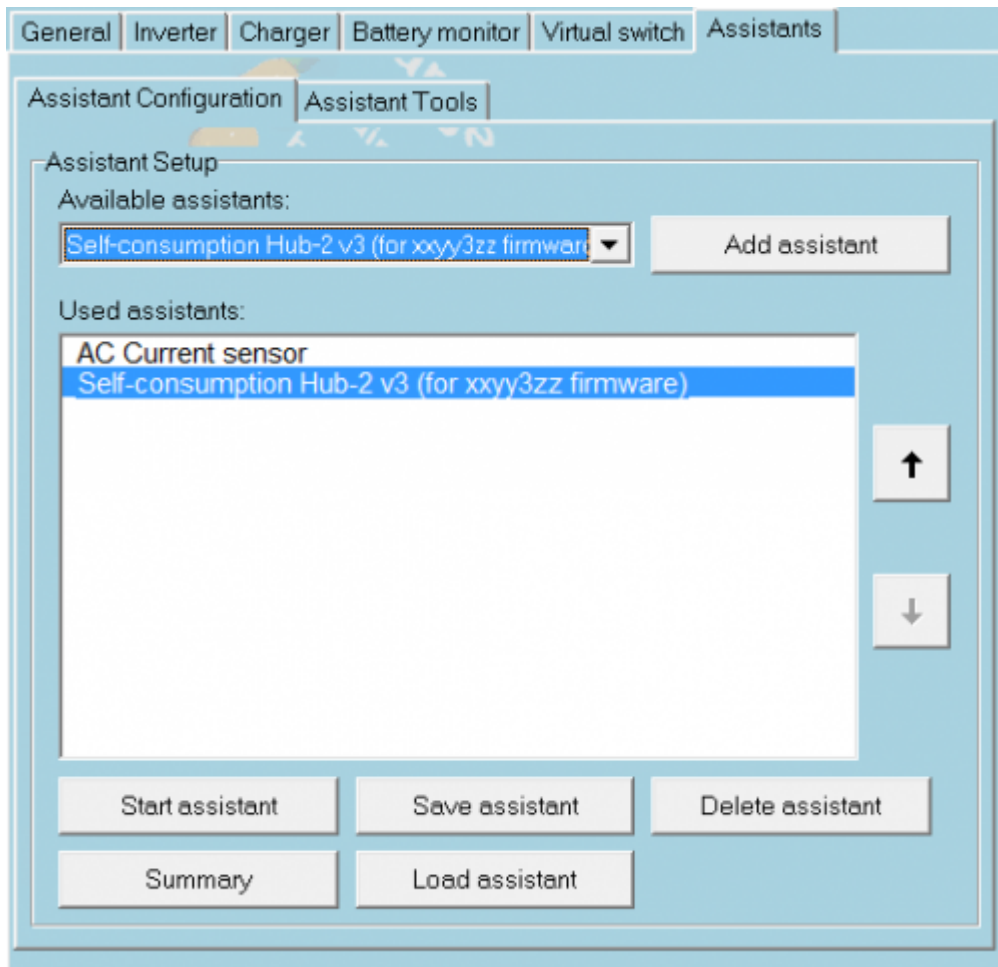 General Inverter Charger Battery monitor Virtual switch Assistants
Assistant Configuration Assistant Tools
Assistant Setup
Available assistants:
Self-consumption Hub-2 v3 (for xxyy3zz firmware Add assistant
Used assistants:
AC Current sensor
Self-consumption Hub-2 v3 (for xxyy3zz firmware)
Start assistant Save assistant Delete assistant
Summary Load assistant